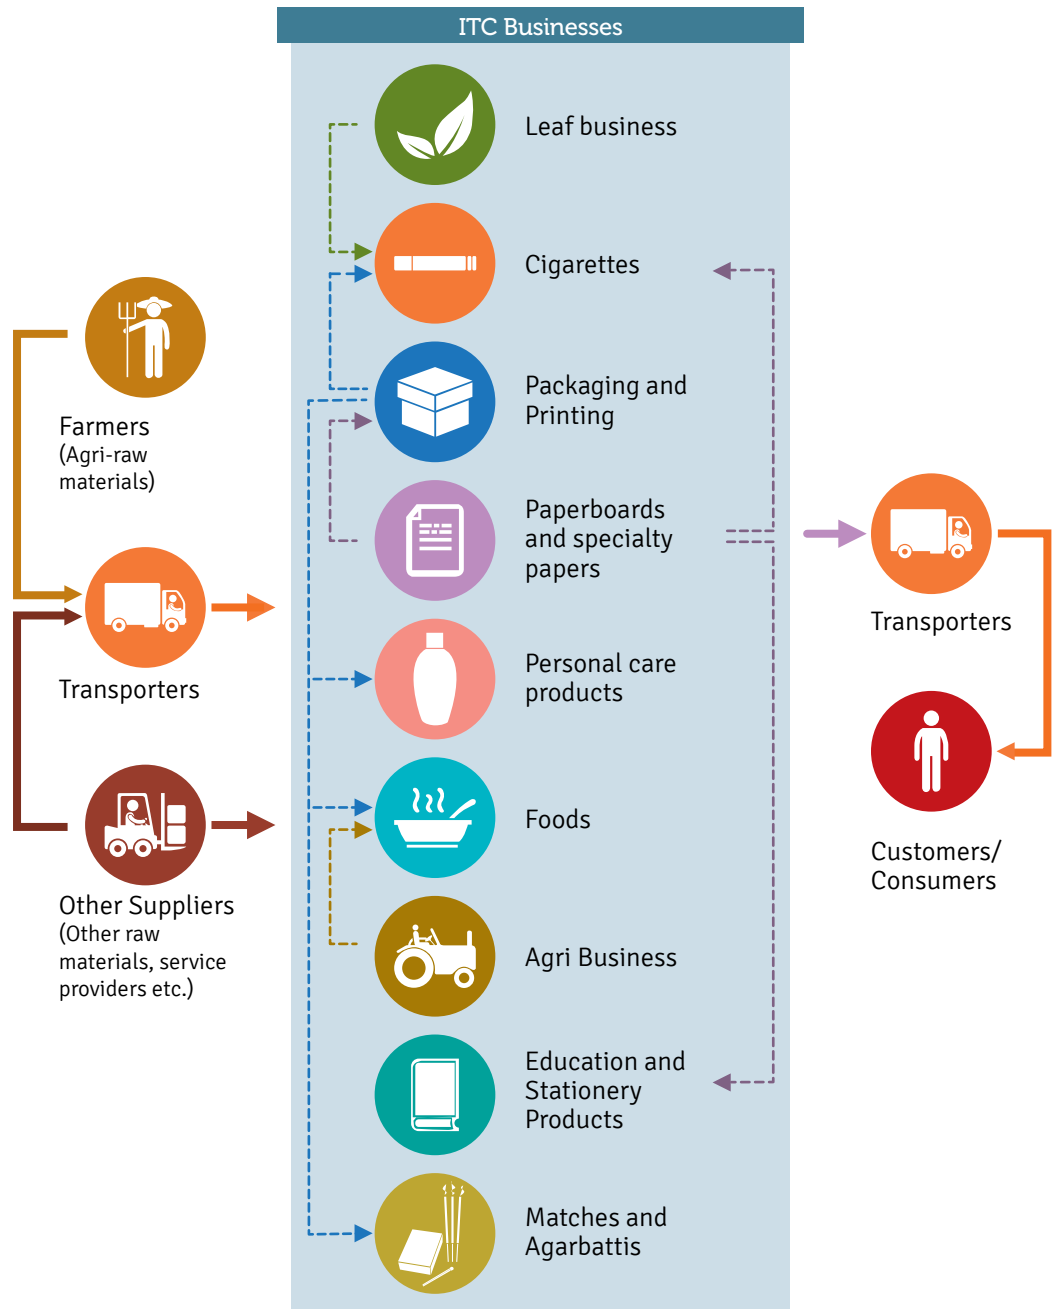 ITC Businesses
Leaf business
Cigarettes
Packaging and
Printing
Paperboards
and specialty
papers
Personal care
products
Foods
Agri Business
Education and
Stationery
Products
Matches and
Agarbattis
Farmers
(Agri-raw
materials)
Transporters
Other Suppliers
(Other raw
materials, service
providers etc.)
Transporters
Customers/
Consumers